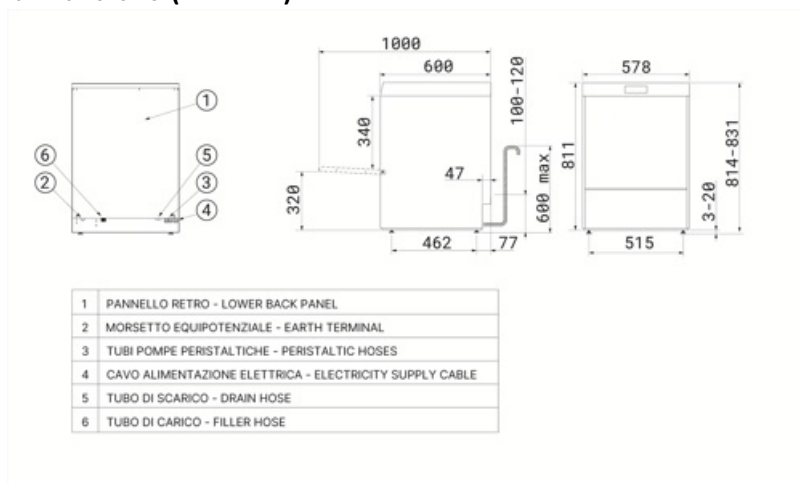 1000
600
578
100-120
340
811
814-831
1
6
5
47
600 max
2
3
320
4
3-20
462
77
515
1 PANNELLO RETRO - LOWER BACK PANEL
2 MORSETTO EQUIPOTENZIALE - EARTH TERMINAL
3 TUBI POMPE PERISTALTICHE - PERISTALTIC HOSES
4 CAVO ALIMENTAZIONE ELETTRICA - ELECTRICITY SUPPLY CABLE
5 TUBO DI SCARICO - DRAIN HOSE
6 TUBO DI CARICO - FILLER HOSE